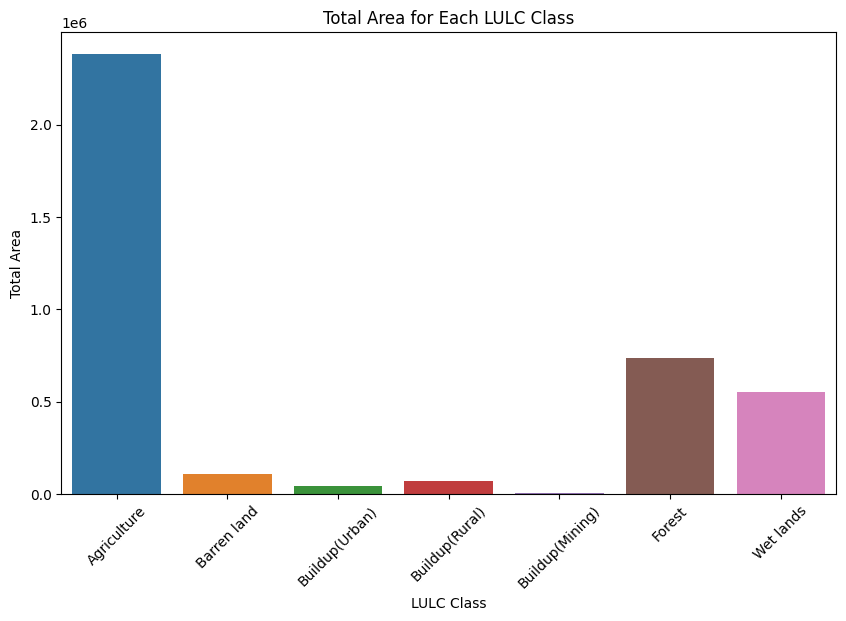 Total Area for Each LULC Class
1e6
2.0
1.5
1.0
0.5
0.0
Total Area
Agriculture
Barren land
Buildup(Urban)
Buildup(Rural)
Buildup(Mining)
Forest
Wet lands
LULC Class